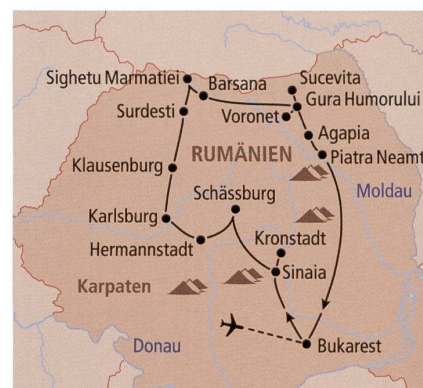 Sighetu Marmatiei
Barsana
Sucevita
Gura Humorului
Surdesti
Voronet
Agapia
RUMÄNIEN
Piatra Neamt
Klausenburg
Schässburg
Moldau
Karlsburg
Kronstadt
Hermannstadt
Sinaia
Karpaten
Donau
Bukarest